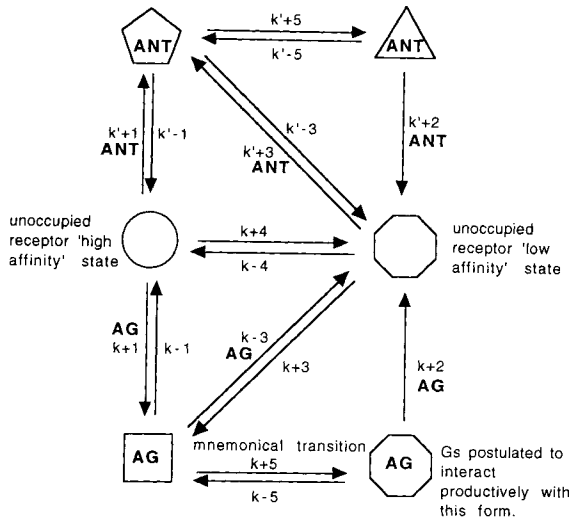 k'+5
ANT
ANT
k'-5
k'-3
k'+1
k'-1
ANT
k'+3
ANT
k'+2
ANT
unoccupied
receptor 'high
affinity' state
k+4
k-4
unoccupied
receptor 'low
affinity' state
AG
k+1
k-1
k-3
AG
k+3
k+2
AG
mnemonical transition
AG
k+5
k-5
AG
Gs postulated to
interact
productively with
this form.